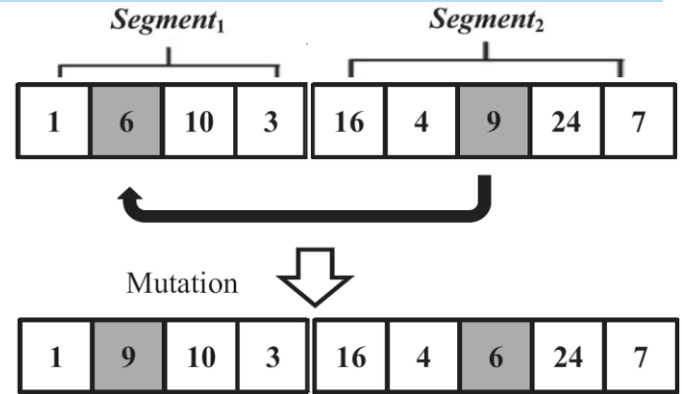 Segment₁ Segment₂
1 6 10 3 16 4 9 24 7
Mutation
1 9 10 3 16 4 6 24 7